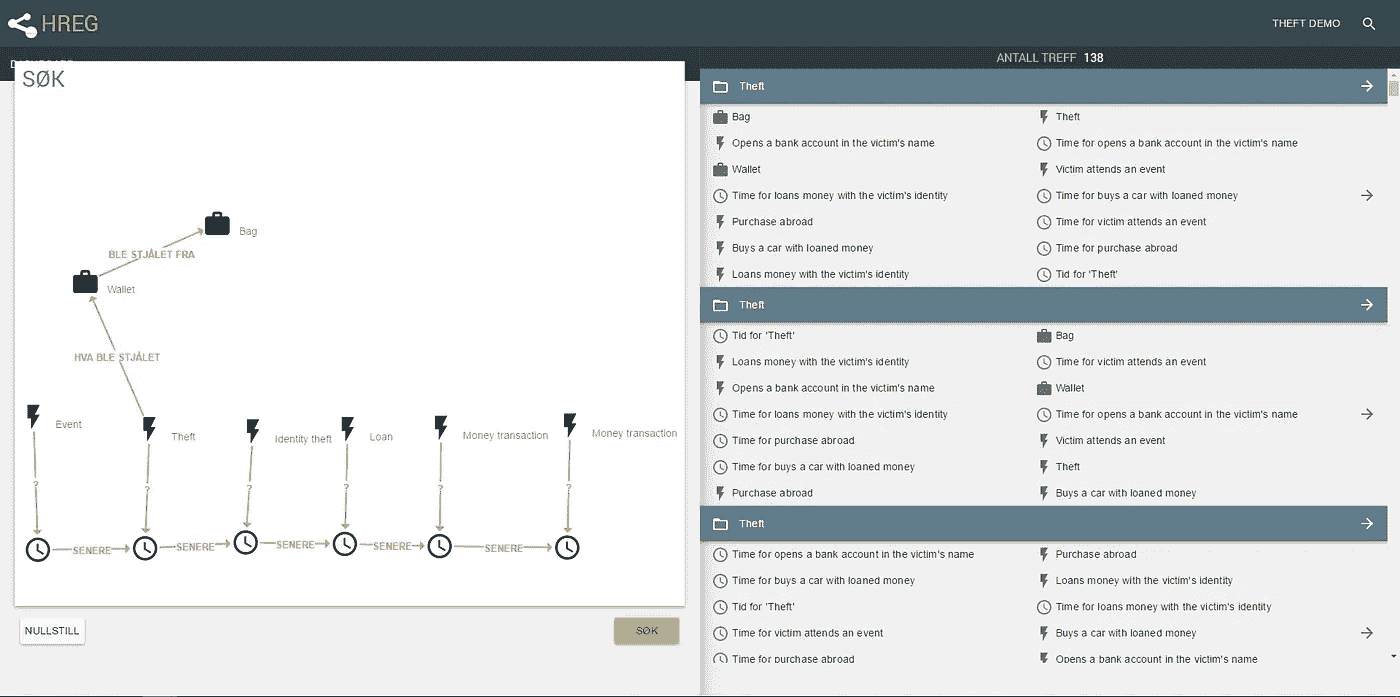 HREG
THEFT DEMO
ANTALL TREFF 138
SØK
Bag
BLE STJÅLET FRA
Wallet
HVA BLE STJÅLET
Event
Theft
Identity theft
Loan
Money transaction
Money transaction
? ? ? ? ? ?
SENERE SENERE SENERE SENERE SENERE
NULLSTILL
SØK
Theft
Bag
Theft
Opens a bank account in the victim's name
Time for opens a bank account in the victim's name
Wallet
Victim attends an event
Time for loans money with the victim's identity
Time for buys a car with loaned money
Purchase abroad
Time for victim attends an event
Buys a car with loaned money
Time for purchase abroad
Loans money with the victim's identity
Tid for 'Theft'
Theft
Tid for 'Theft'
Bag
Loans money with the victim's identity
Time for victim attends an event
Opens a bank account in the victim's name
Wallet
Time for loans money with the victim's identity
Time for opens a bank account in the victim's name
Time for purchase abroad
Victim attends an event
Time for buys a car with loaned money
Theft
Purchase abroad
Buys a car with loaned money
Theft
Time for opens a bank account in the victim's name
Purchase abroad
Time for buys a car with loaned money
Loans money with the victim's identity
Tid for 'Theft'
Time for loans money with the victim's identity
Time for victim attends an event
Buys a car with loaned money
Time for purchase abroad
Opens a bank account in the victim's name